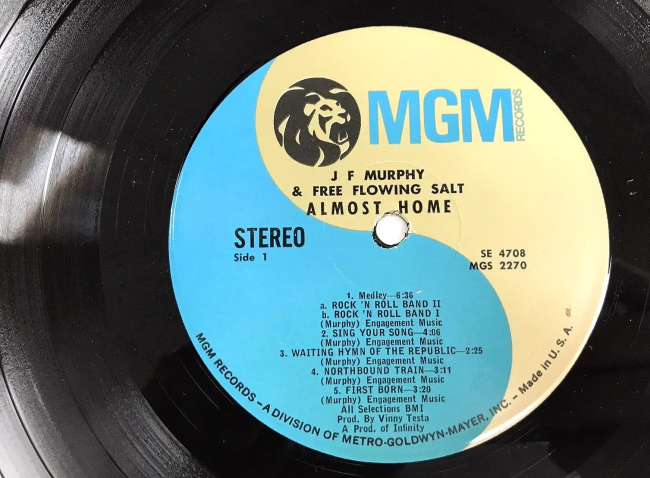 MGM
RECORDS
J F MURPHY
& FREE FLOWING SALT
ALMOST HOME
STEREO
Side 1
SE 4708
MGS 2270
1. Medley—6:36
a. ROCK 'N ROLL BAND II
b. ROCK 'N ROLL BAND I
(Murphy) Engagement Music
2. SING YOUR SONG—4:06
(Murphy) Engagement Music
3. WAITING HYMN OF THE REPUBLIC—2:25
(Murphy) Engagement Music
4. NORTHBOUND TRAIN—3:11
(Murphy) Engagement Music
5. FIRST BORN—3:20
(Murphy) Engagement Music
All Selections BMI
Prod. By Vinny Testa
A Prod. of Infinity
MGM RECORDS—A DIVISION OF METRO-GOLDWYN-MAYER, INC.—Made in U. S. A.